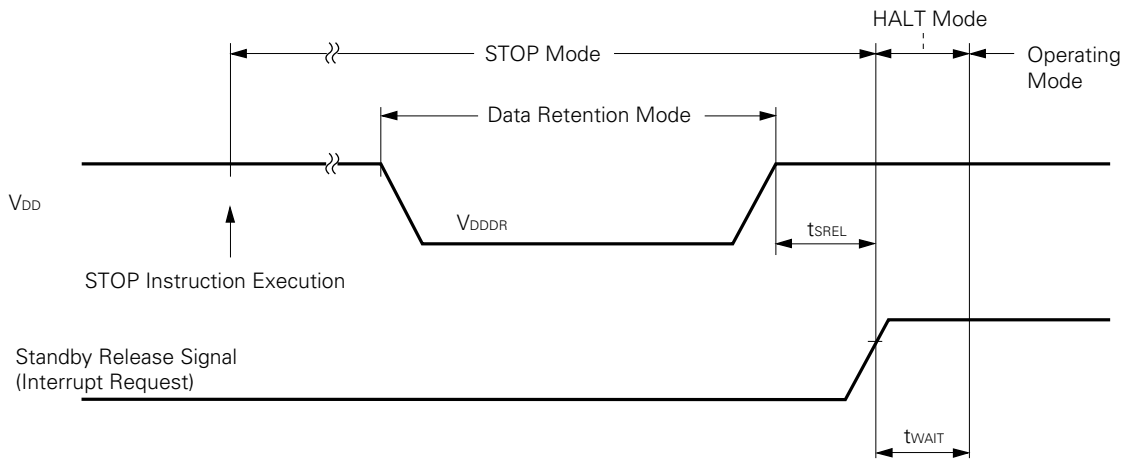 HALT Mode
STOP Mode
Operating
Mode
Data Retention Mode
VDD
VDDDR
tSREL
STOP Instruction Execution
Standby Release Signal
(Interrupt Request)
tWAIT